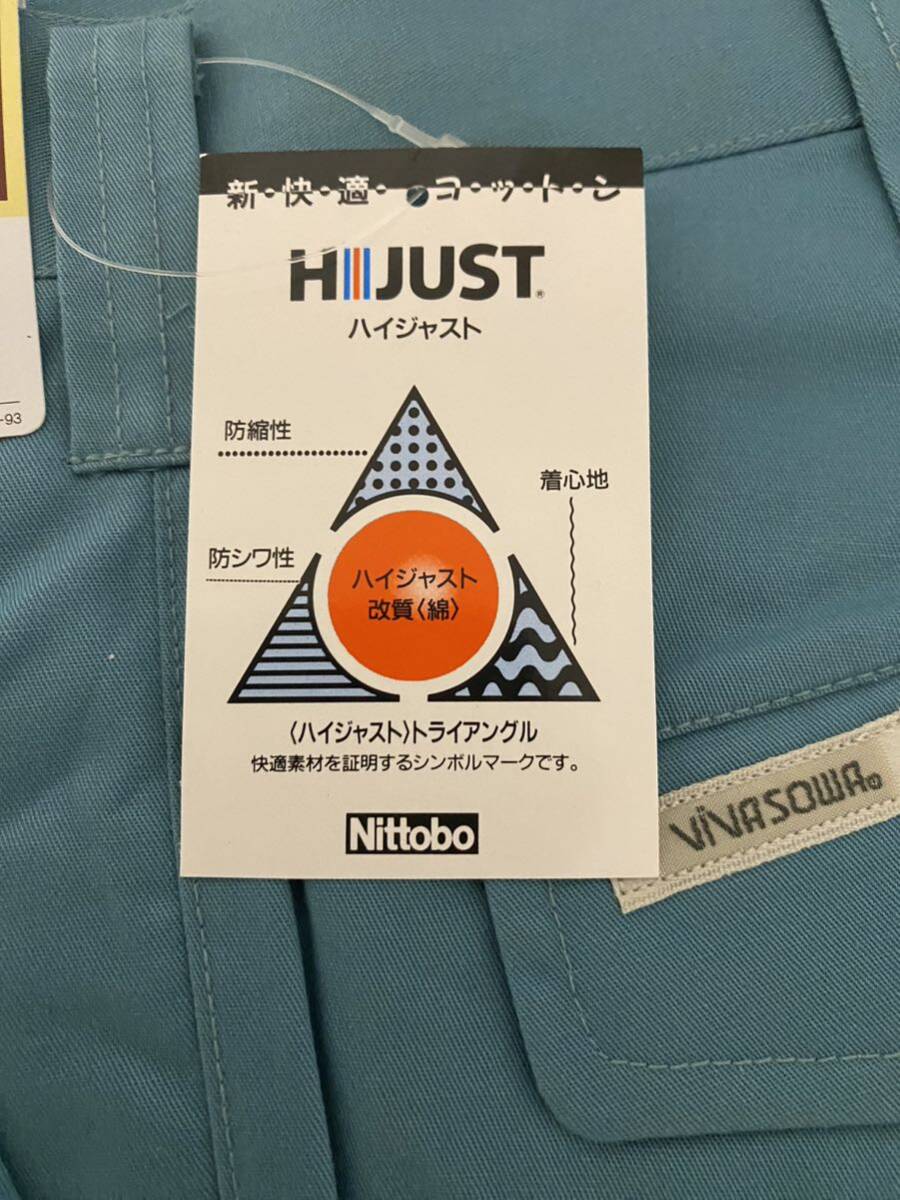 新・快・適・コ・ッ・ト・ン
HIJUST®
ハイジャスト
防縮性
着心地
防シワ性
ハイジャスト
改質〈綿〉
〈ハイジャスト〉トライアングル
快適素材を証明するシンボルマークです。
Nittobo
ViVASOWA®
-93